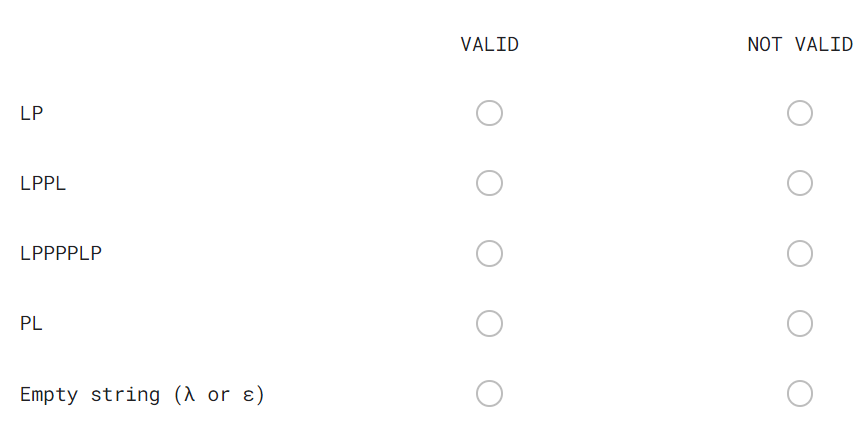 VALID NOT VALID
LP
LPPL
LPPPPLP
PL
Empty string (λ or ε)